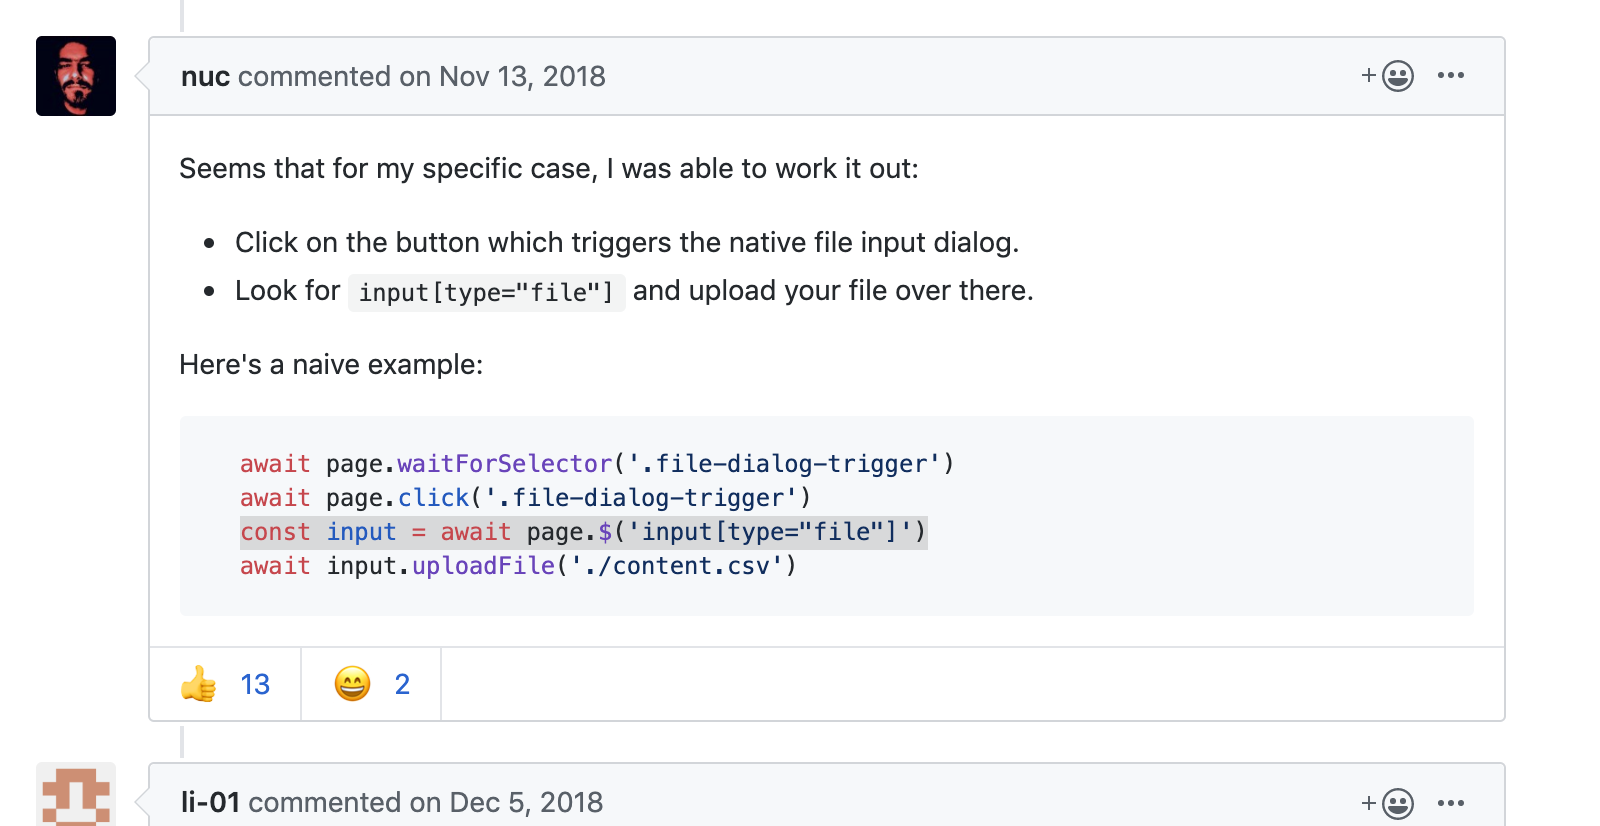 nuc commented on Nov 13, 2018
Seems that for my specific case, I was able to work it out:
Click on the button which triggers the native file input dialog.
Look for input[type="file"] and upload your file over there.
Here's a naive example:
await page.waitForSelector('.file-dialog-trigger')
await page.click('.file-dialog-trigger')
const input = await page.$('input[type="file"]')
await input.uploadFile('./content.csv')
13 2
li-01 commented on Dec 5, 2018